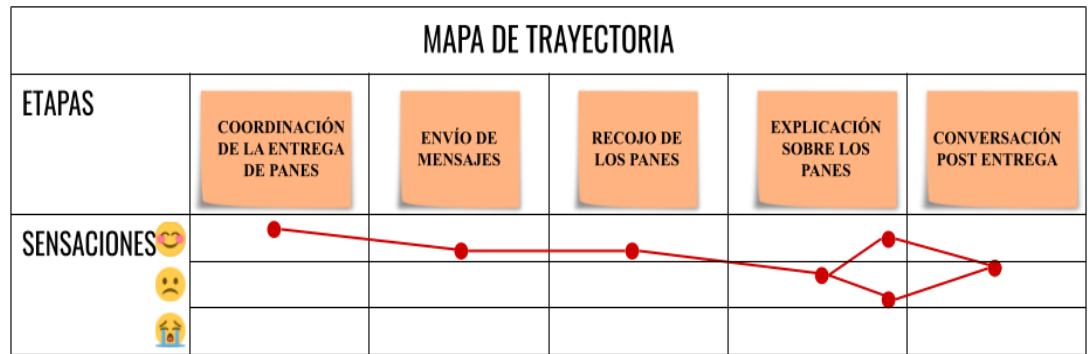 MAPA DE TRAYECTORIA
ETAPAS
COORDINACIÓN
DE LA ENTREGA
DE PANES
ENVÍO DE
MENSAJES
RECOJO DE
LOS PANES
EXPLICACIÓN
SOBRE LOS
PANES
CONVERSACIÓN
POST ENTREGA
SENSACIONES